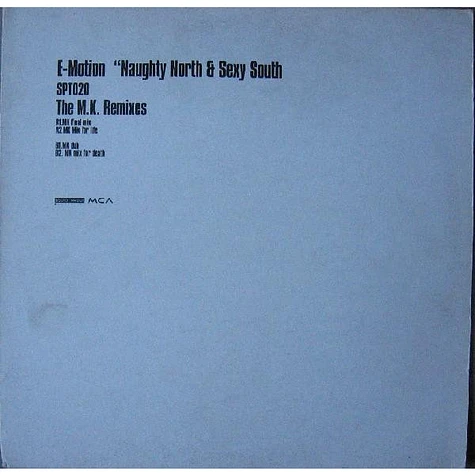 E-Motion "Naughty North & Sexy South
SPT020
The M.K. Remixes
A1.MK Final mix
A2.MK Mix for life
B1.MK Dub
B2. MK mix for death
MCA